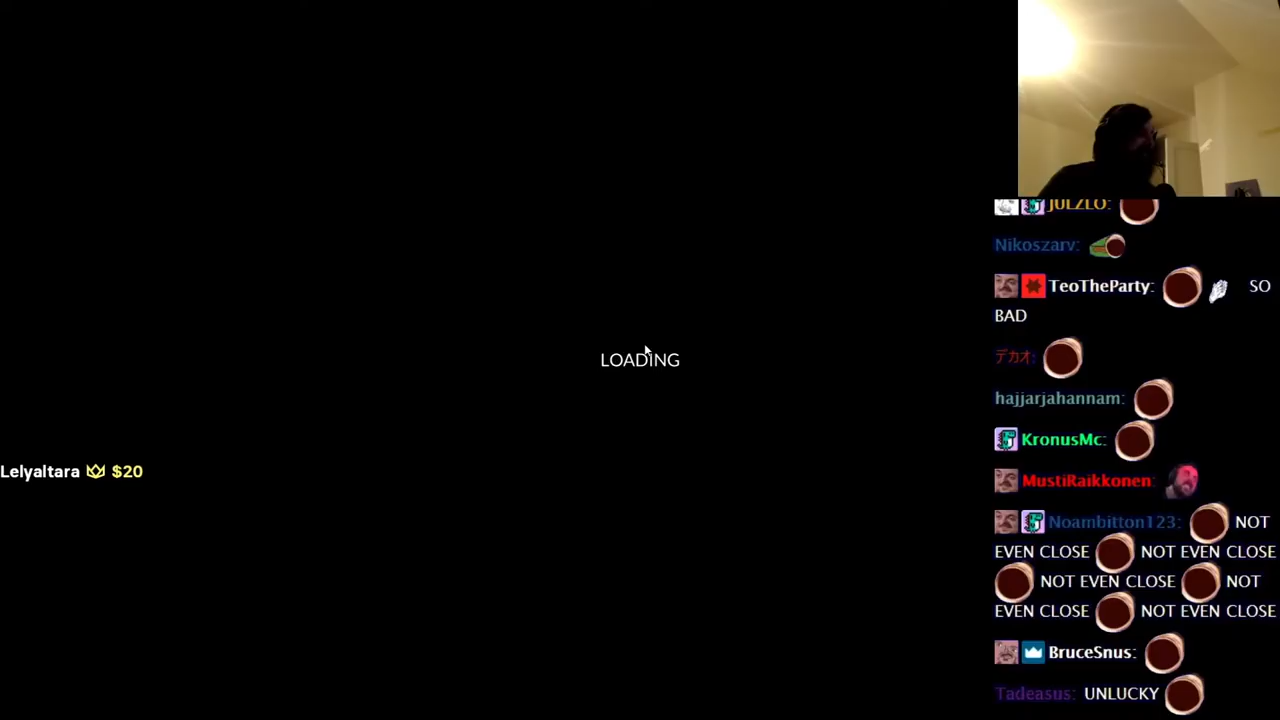 JULZLO:
Nikoszarv:
TeoTheParty: SO
BAD
デカオ:
LOADING
hajjarjahannam:
KronusMc:
Lelyaltara $20
MustiRaikkonen:
Noambitton123: NOT
EVEN CLOSE NOT EVEN CLOSE
NOT EVEN CLOSE NOT
EVEN CLOSE NOT EVEN CLOSE
BruceSnus:
Tadeasus: UNLUCKY